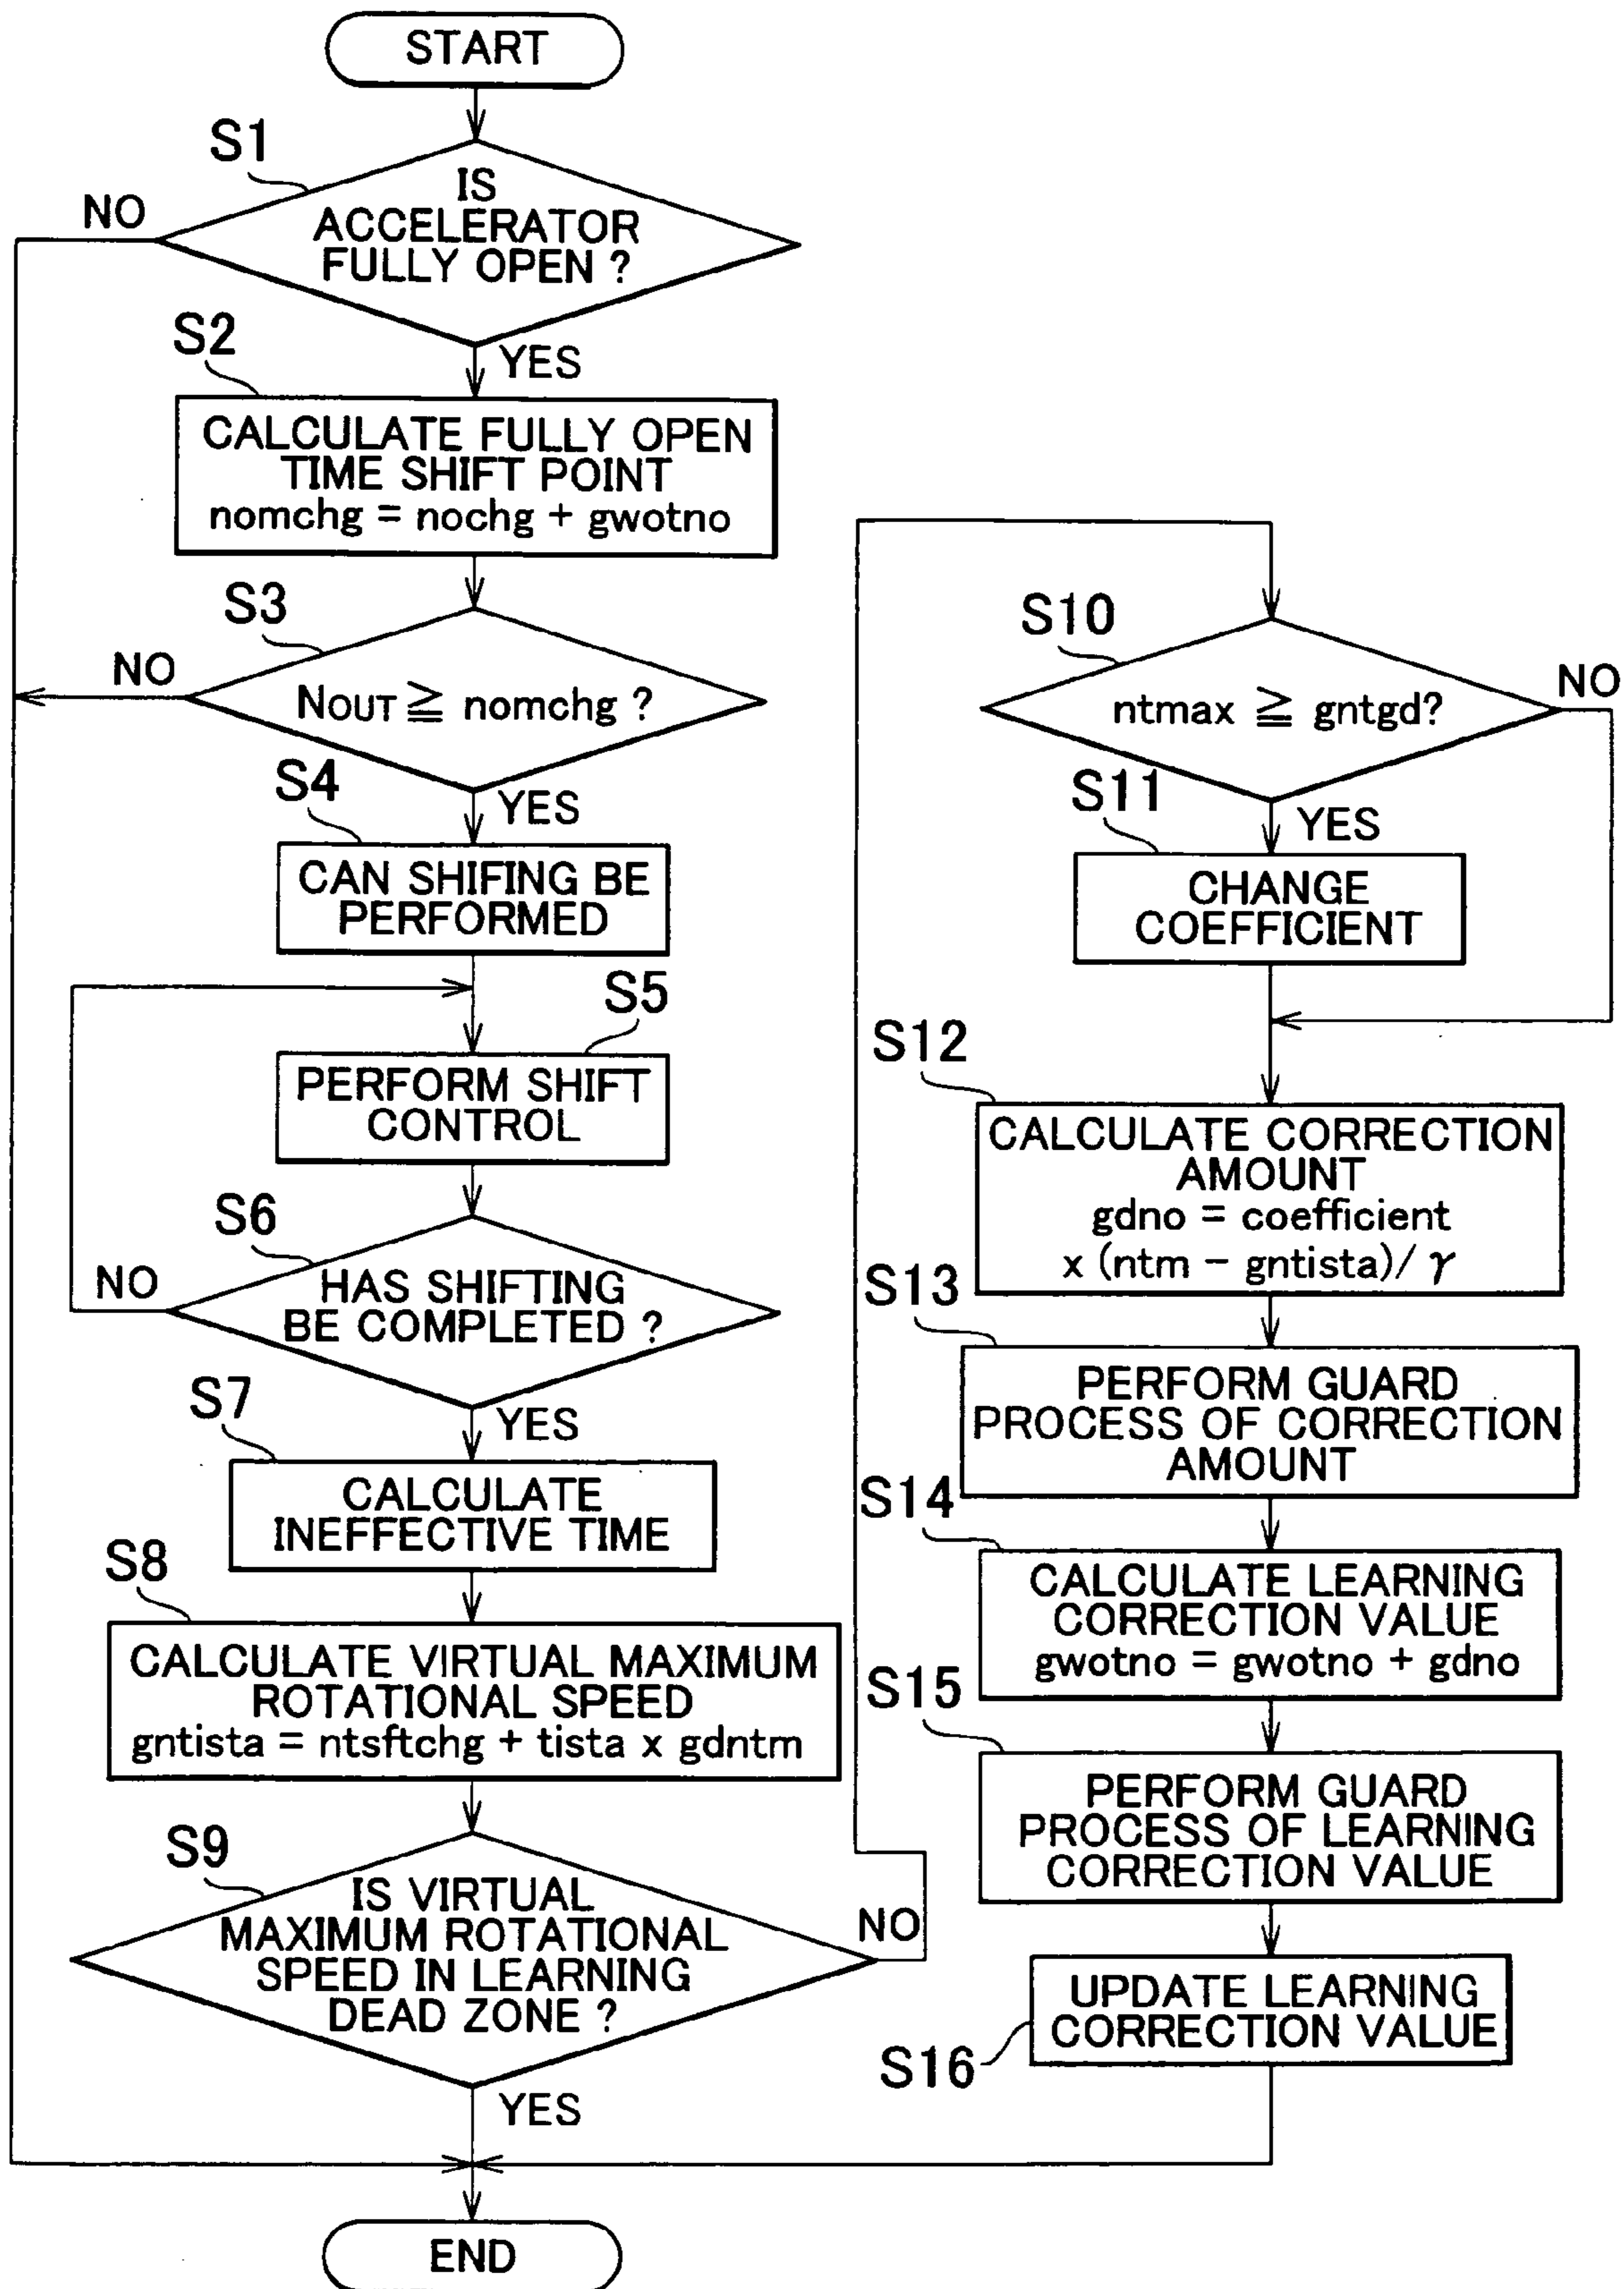 START
S1
IS
ACCELERATOR
FULLY OPEN ?
NO
YES
S2
CALCULATE FULLY OPEN
TIME SHIFT POINT
nomchg = nochg + gwotno
S3
NOUT ≧ nomchg ?
NO
YES
S4
CAN SHIFING BE
PERFORMED
S5
PERFORM SHIFT
CONTROL
S6
HAS SHIFTING
BE COMPLETED ?
NO
YES
S7
CALCULATE
INEFFECTIVE TIME
S8
CALCULATE VIRTUAL MAXIMUM
ROTATIONAL SPEED
gntista = ntsftchg + tista x gdntm
S9
IS VIRTUAL
MAXIMUM ROTATIONAL
SPEED IN LEARNING
DEAD ZONE ?
NO
YES
S10
ntmax ≧ gntgd?
NO
YES
S11
CHANGE
COEFFICIENT
S12
CALCULATE CORRECTION
AMOUNT
gdno = coefficient
x (ntm - gntista)/ γ
S13
PERFORM GUARD
PROCESS OF CORRECTION
AMOUNT
S14
CALCULATE LEARNING
CORRECTION VALUE
gwotno = gwotno + gdno
S15
PERFORM GUARD
PROCESS OF LEARNING
CORRECTION VALUE
S16
UPDATE LEARNING
CORRECTION VALUE
END